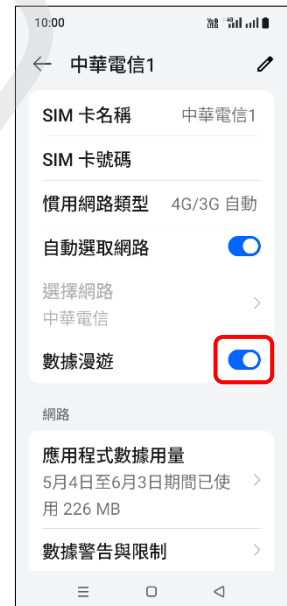 10:00
中華電信1
SIM 卡名稱 中華電信1
SIM 卡號碼
慣用網路類型 4G/3G 自動
自動選取網路
選擇網路
中華電信
數據漫遊
網路
應用程式數據用量
5月4日至6月3日期間已使
用 226 MB
數據警告與限制